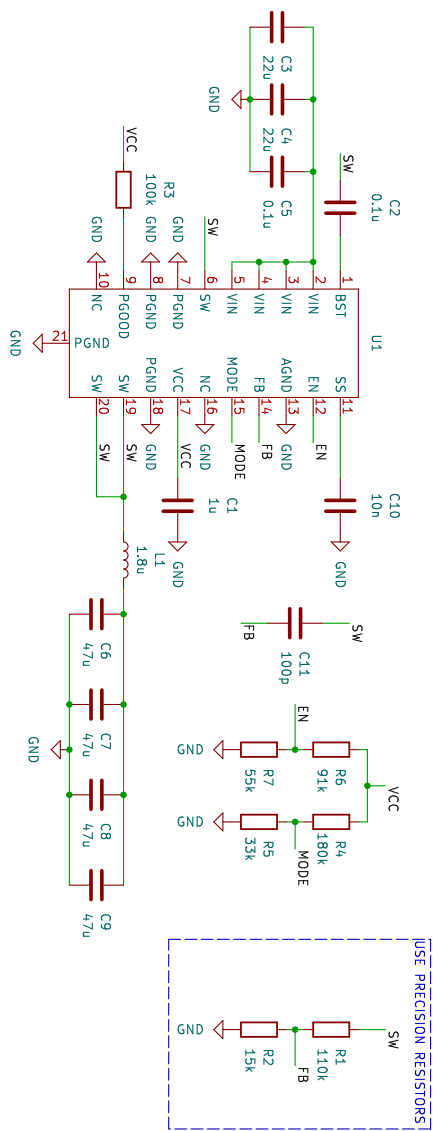 USE PRECISION RESISTORS
C3
22u
C4
22u
C5
0.1u
GND
SW
C2
0.1u
VCC
R3
100k
GND
GND
GND
SW
U1
1
BST
2
VIN
3
VIN
4
VIN
5
VIN
6
SW
7
PGND
8
PGND
9
PGOOD
10
NC
SS
11
EN
12
AGND
13
FB
14
MODE
15
NC
16
VCC
17
PGND
18
SW
19
SW
20
21
PGND
GND
EN
GND
FB
MODE
GND
VCC
GND
SW
SW
C10
10n
GND
C1
1u
GND
L1
1.8u
C6
47u
C7
47u
C8
47u
C9
47u
GND
FB
C11
100p
SW
EN
R6
91k
R7
55k
GND
VCC
R4
180k
R5
33k
GND
MODE
SW
R1
110k
FB
R2
15k
GND